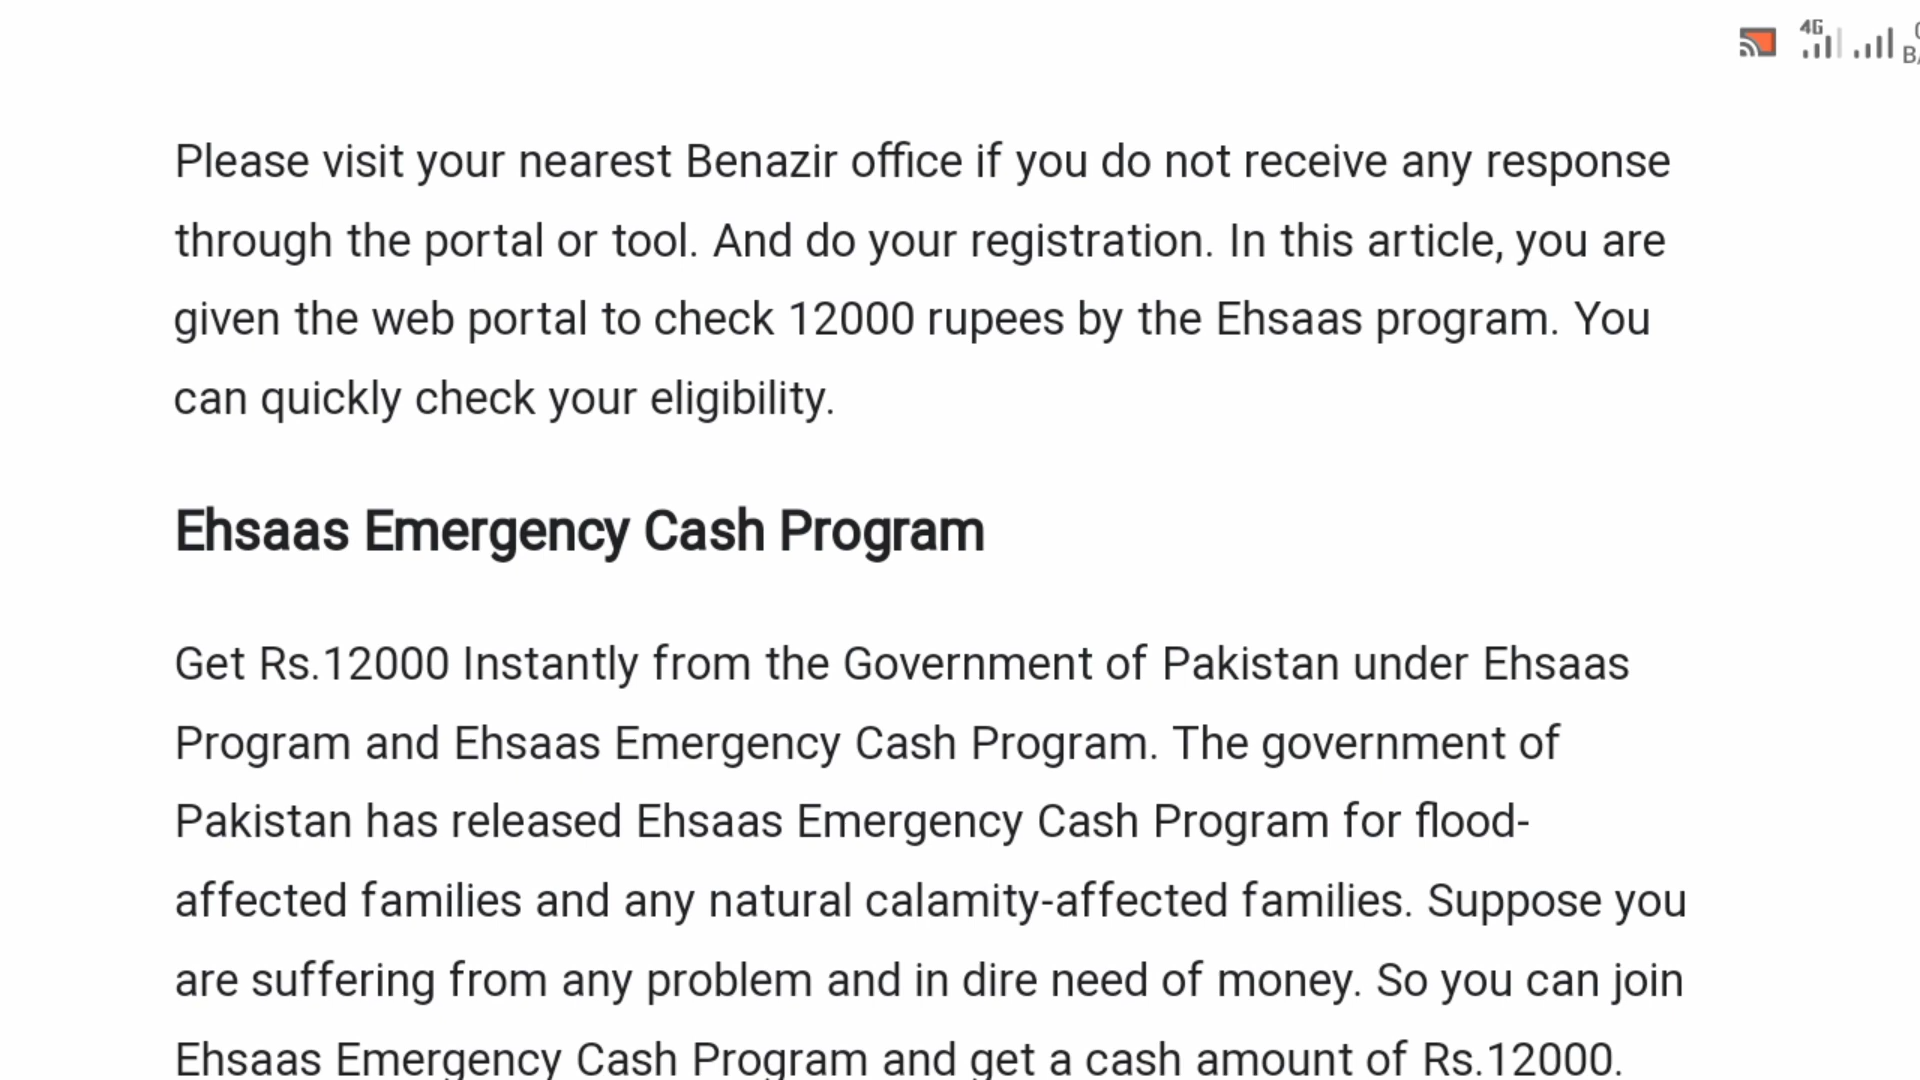 4G
Please visit your nearest Benazir office if you do not receive any response
through the portal or tool. And do your registration. In this article, you are
given the web portal to check 12000 rupees by the Ehsaas program. You
can quickly check your eligibility.
Ehsaas Emergency Cash Program
Get Rs.12000 Instantly from the Government of Pakistan under Ehsaas
Program and Ehsaas Emergency Cash Program. The government of
Pakistan has released Ehsaas Emergency Cash Program for flood-
affected families and any natural calamity-affected families. Suppose you
are suffering from any problem and in dire need of money. So you can join
Ehsaas Emergency Cash Program and get a cash amount of Rs.12000.